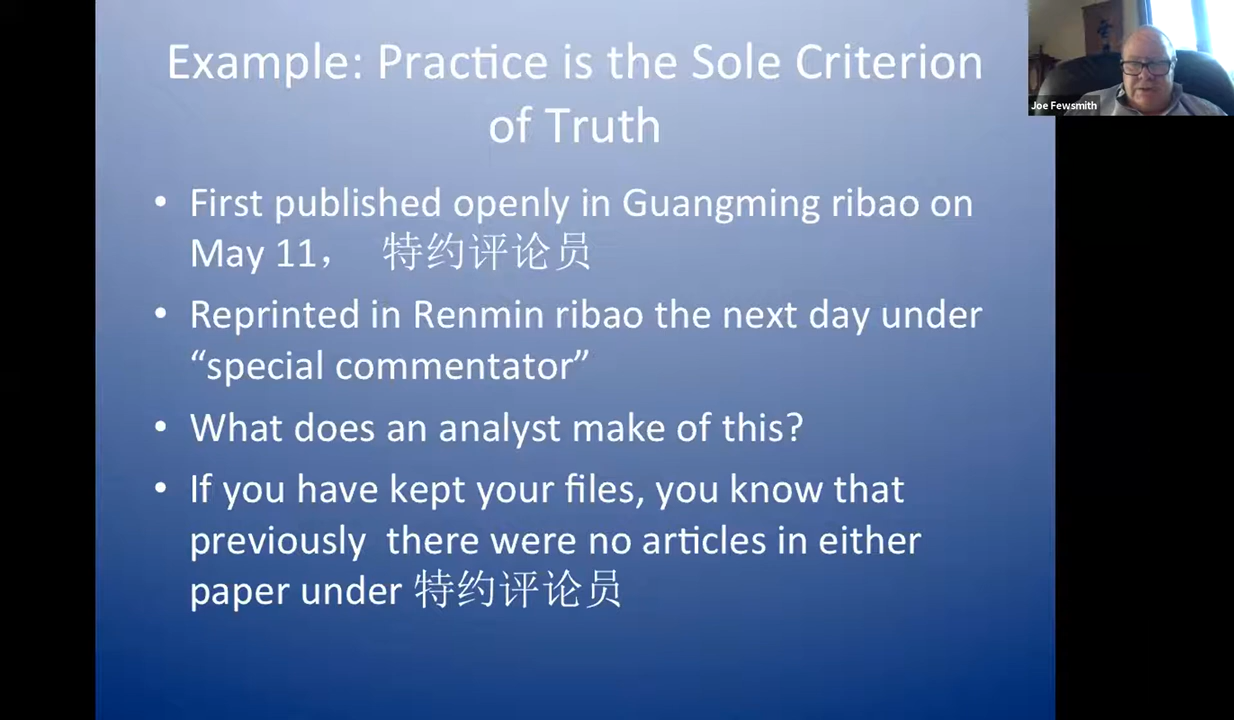 Example: Practice is the Sole Criterion
of Truth
Joe Fewsmith
• First published openly in Guangming ribao on
May 11， 特约评论员
• Reprinted in Renmin ribao the next day under
“special commentator”
• What does an analyst make of this?
• If you have kept your files, you know that
previously there were no articles in either
paper under 特约评论员